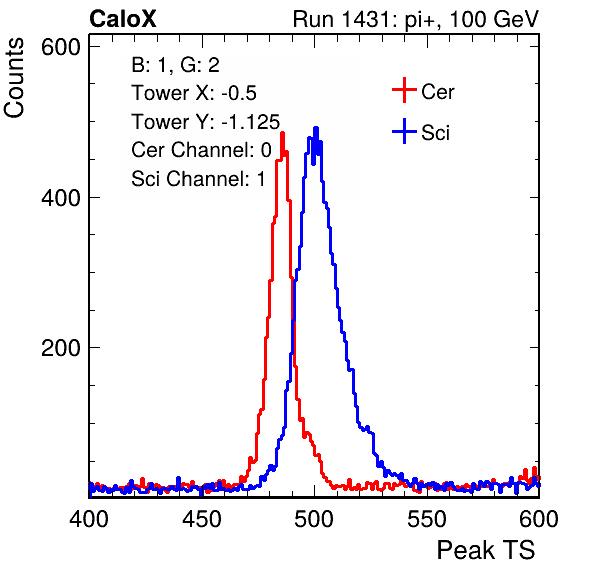 CaloX Run 1431: pi+, 100 GeV
Counts
600
400
200
B: 1, G: 2
Tower X: -0.5
Tower Y: -1.125
Cer Channel: 0
Sci Channel: 1
Cer
Sci
400 450 500 550 600
Peak TS